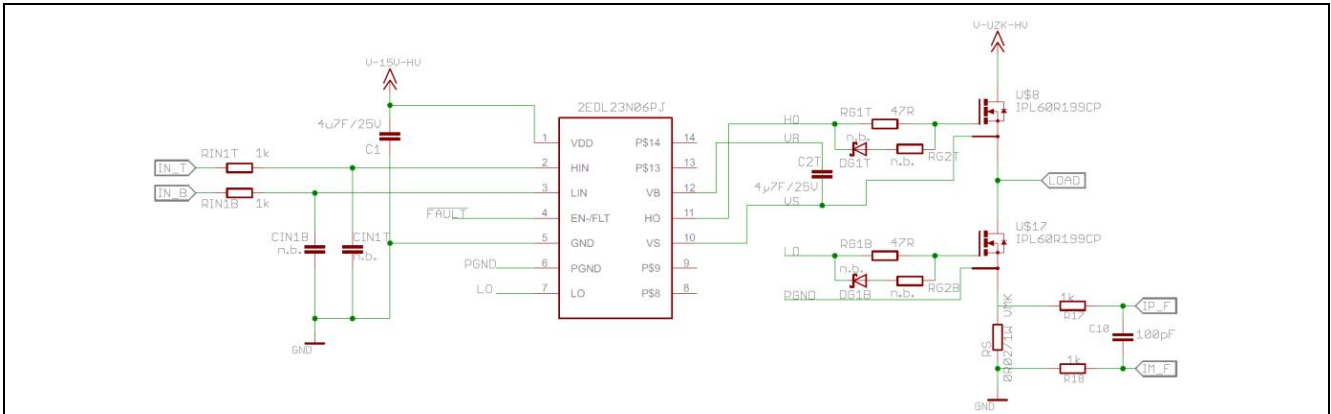 V-UZK-HV
V-15V-HV
U$8
IPL60R199CP
2EDL23N06PJ
4u7F/25V
C1
HO
RG1T
47R
VB
n.b.
DG1T
n.b.
RG2T
C2T
4µ7F/25V
VS
1 VDD P$14 14
2 HIN P$13 13
3 LIN VB 12
4 EN-/FLT HO 11
5 GND VS 10
6 PGND P$9 9
7 LO P$8 8
IN_T
RIN1T
1k
IN_B
RIN1B
1k
FAULT
LOAD
CIN1B
n.b.
CIN1T
n.b.
PGND
LO
GND
U$17
IPL60R199CP
LO
RG1B
47R
n.b.
DG1B
n.b.
RG2B
PGND
VMK
RS
0R02/1W
1k
R17
IP_F
C10
100pF
1k
R18
IM_F
GND